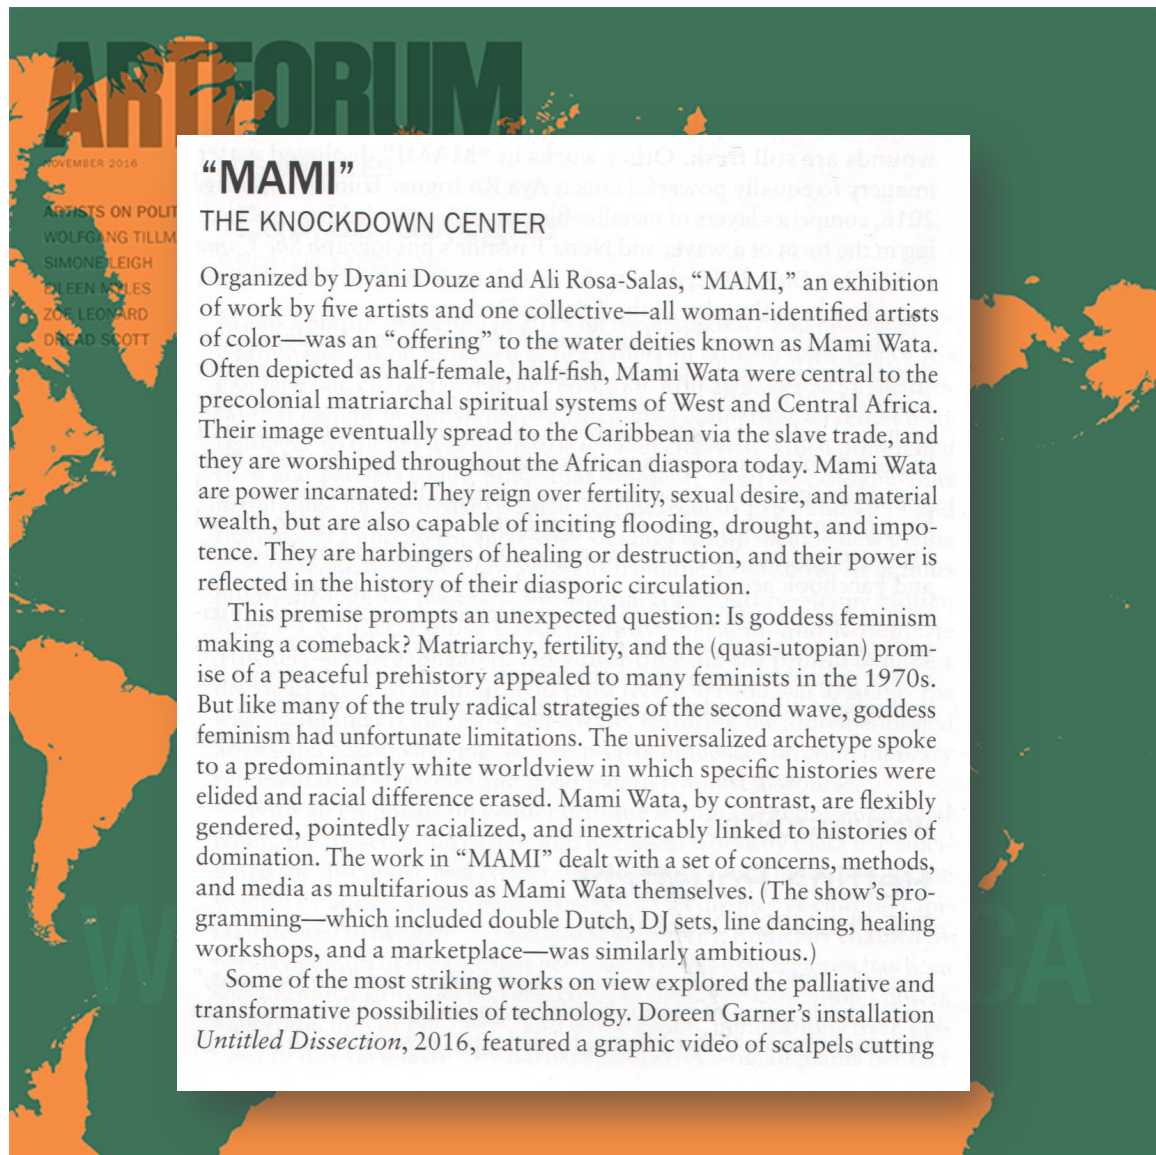 ARTFORUM
NOVEMBER 2016
ARTISTS ON POLIT
WOLFGANG TILLM
SIMONE LEIGH
EILEEN MYLES
ZOE LEONARD
DREAD SCOTT
“MAMI”
THE KNOCKDOWN CENTER
Organized by Dyani Douze and Ali Rosa-Salas, “MAMI,” an exhibition
of work by five artists and one collective—all woman-identified artists
of color—was an “offering” to the water deities known as Mami Wata.
Often depicted as half-female, half-fish, Mami Wata were central to the
precolonial matriarchal spiritual systems of West and Central Africa.
Their image eventually spread to the Caribbean via the slave trade, and
they are worshiped throughout the African diaspora today. Mami Wata
are power incarnated: They reign over fertility, sexual desire, and material
wealth, but are also capable of inciting flooding, drought, and impo-
tence. They are harbingers of healing or destruction, and their power is
reflected in the history of their diasporic circulation.
This premise prompts an unexpected question: Is goddess feminism
making a comeback? Matriarchy, fertility, and the (quasi-utopian) prom-
ise of a peaceful prehistory appealed to many feminists in the 1970s.
But like many of the truly radical strategies of the second wave, goddess
feminism had unfortunate limitations. The universalized archetype spoke
to a predominantly white worldview in which specific histories were
elided and racial difference erased. Mami Wata, by contrast, are flexibly
gendered, pointedly racialized, and inextricably linked to histories of
domination. The work in “MAMI” dealt with a set of concerns, methods,
and media as multifarious as Mami Wata themselves. (The show’s pro-
gramming—which included double Dutch, DJ sets, line dancing, healing
workshops, and a marketplace—was similarly ambitious.)
Some of the most striking works on view explored the palliative and
transformative possibilities of technology. Doreen Garner’s installation
Untitled Dissection, 2016, featured a graphic video of scalpels cutting